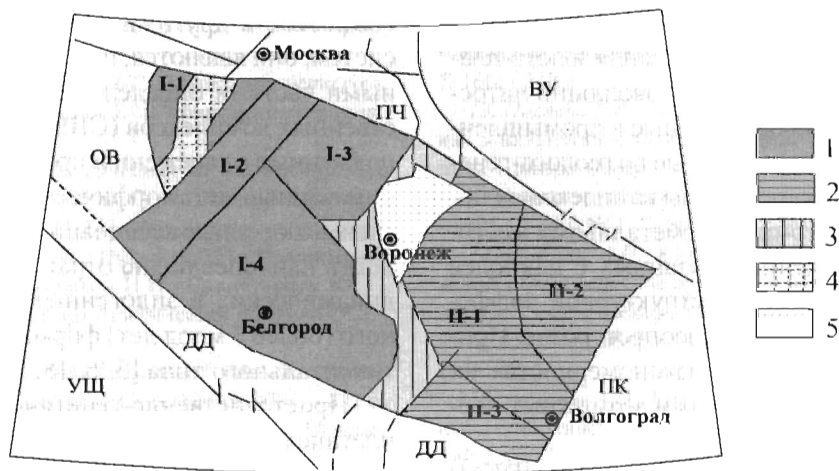 Москва
I-1
ВУ
ПЧ
1
ОВ
I-3
I-2
2
3
Воронеж
4
I-4
II-2
Белгород
II-1
5
ДД
УЩ
ПК
II-3
Волгоград
ДД